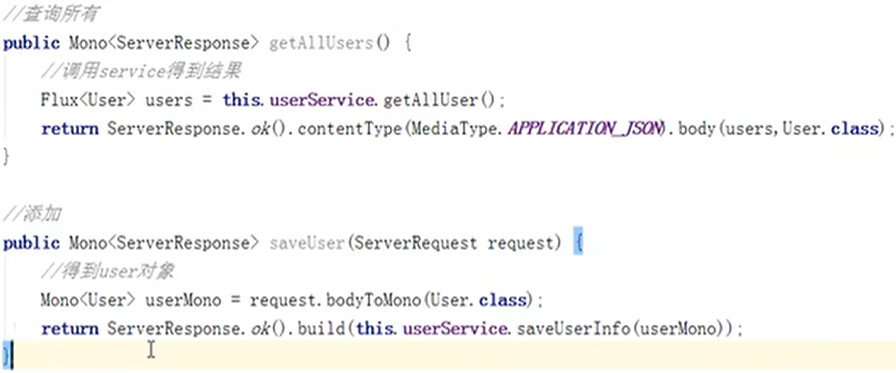 //查询所有
public Mono<ServerResponse> getAllUsers() {
//调用service得到结果
Flux<User> users = this.userService.getAllUser();
return ServerResponse.ok().contentType(MediaType.APPLICATION_JSON).body(users,User.class);
}
//添加
public Mono<ServerResponse> saveUser(ServerRequest request) {
//得到user对象
Mono<User> userMono = request.bodyToMono(User.class);
return ServerResponse.ok().build(this.userService.saveUserInfo(userMono));
}